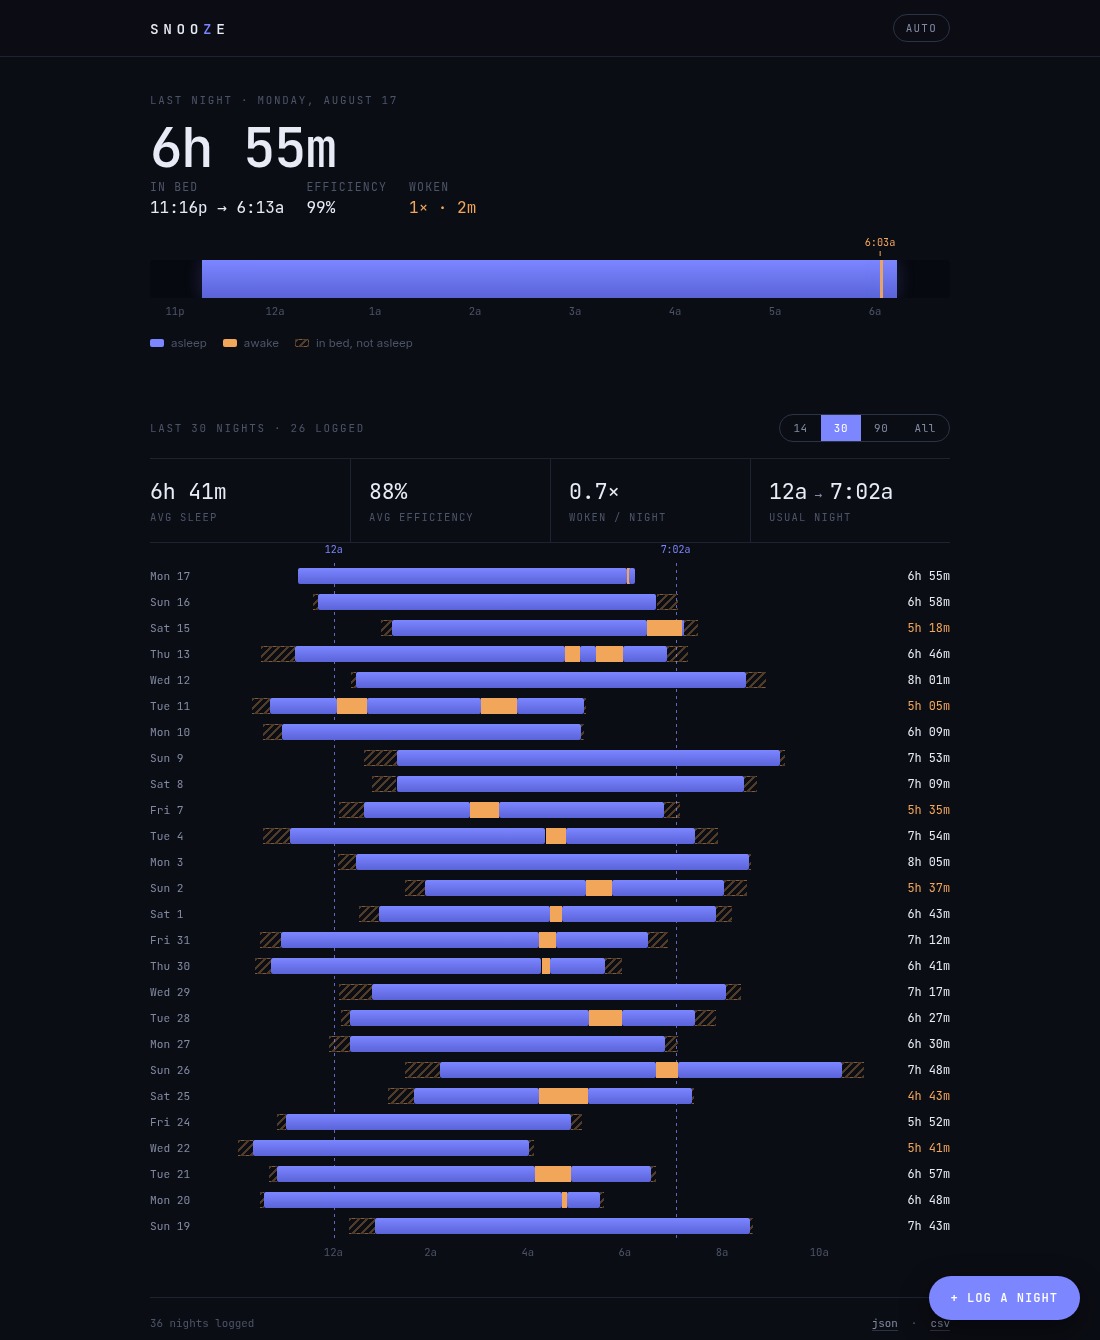 SNOOZE
AUTO
LAST NIGHT · MONDAY, AUGUST 17
6h 55m
IN BED EFFICIENCY WOKEN
11:16p → 6:13a 99% 1× · 2m
6:03a
11p 12a 1a 2a 3a 4a 5a 6a
asleep awake in bed, not asleep
LAST 30 NIGHTS · 26 LOGGED
14 30 90 All
6h 41m 88% 0.7× 12a → 7:02a
AVG SLEEP AVG EFFICIENCY WOKEN / NIGHT USUAL NIGHT
12a 7:02a
Mon 17 6h 55m
Sun 16 6h 58m
Sat 15 5h 18m
Thu 13 6h 46m
Wed 12 8h 01m
Tue 11 5h 05m
Mon 10 6h 09m
Sun 9 7h 53m
Sat 8 7h 09m
Fri 7 5h 35m
Tue 4 7h 54m
Mon 3 8h 05m
Sun 2 5h 37m
Sat 1 6h 43m
Fri 31 7h 12m
Thu 30 6h 41m
Wed 29 7h 17m
Tue 28 6h 27m
Mon 27 6h 30m
Sun 26 7h 48m
Sat 25 4h 43m
Fri 24 5h 52m
Wed 22 5h 41m
Tue 21 6h 57m
Mon 20 6h 48m
Sun 19 7h 43m
12a 2a 4a 6a 8a 10a
+ LOG A NIGHT
36 nights logged json · csv